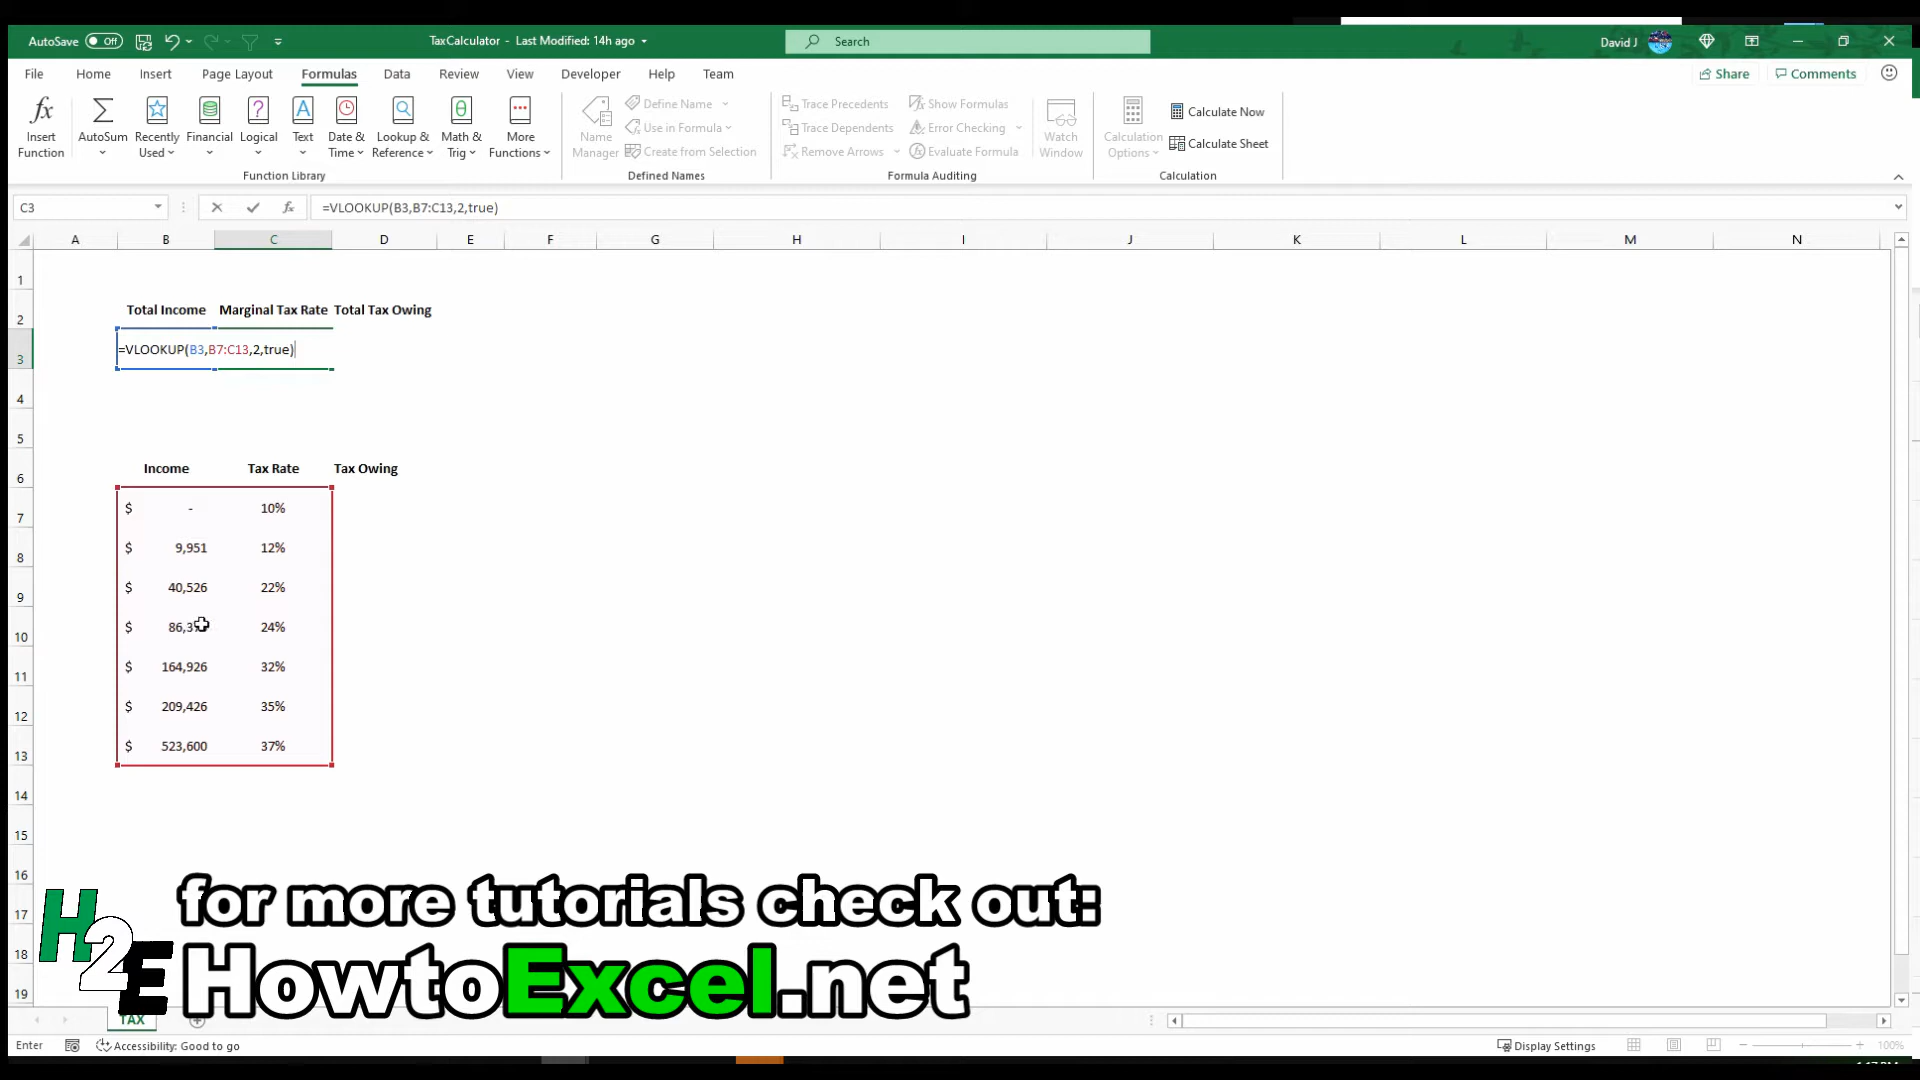 AutoSave Off TaxCalculator - Last Modified: 14h ago Search David J
File Home Insert Page Layout Formulas Data Review View Developer Help Team Share Comments
Insert Function
AutoSum
Recently Used
Financial
Logical
Text
Date & Time
Lookup & Reference
Math & Trig
More Functions
Function Library
Name Manager
Define Name
Use in Formula
Create from Selection
Defined Names
Trace Precedents
Trace Dependents
Remove Arrows
Show Formulas
Error Checking
Evaluate Formula
Formula Auditing
Watch Window
Calculation Options
Calculate Now
Calculate Sheet
Calculation
C3 fx =VLOOKUP(B3,B7:C13,2,true)
A B C D E F G H I J K L M N
1
2 Total Income Marginal Tax Rate Total Tax Owing
3 =VLOOKUP(B3,B7:C13,2,true)
4
5
6 Income Tax Rate Tax Owing
7 $ - 10%
8 $ 9,951 12%
9 $ 40,526 22%
10 $ 24%
11 $ 164,926 32%
12 $ 209,426 35%
13 $ 523,600 37%
14
15
16
17
18
19
for more tutorials check out:
H2E
HowtoExcel.net
TAX
Enter Accessibility: Good to go Display Settings 100%